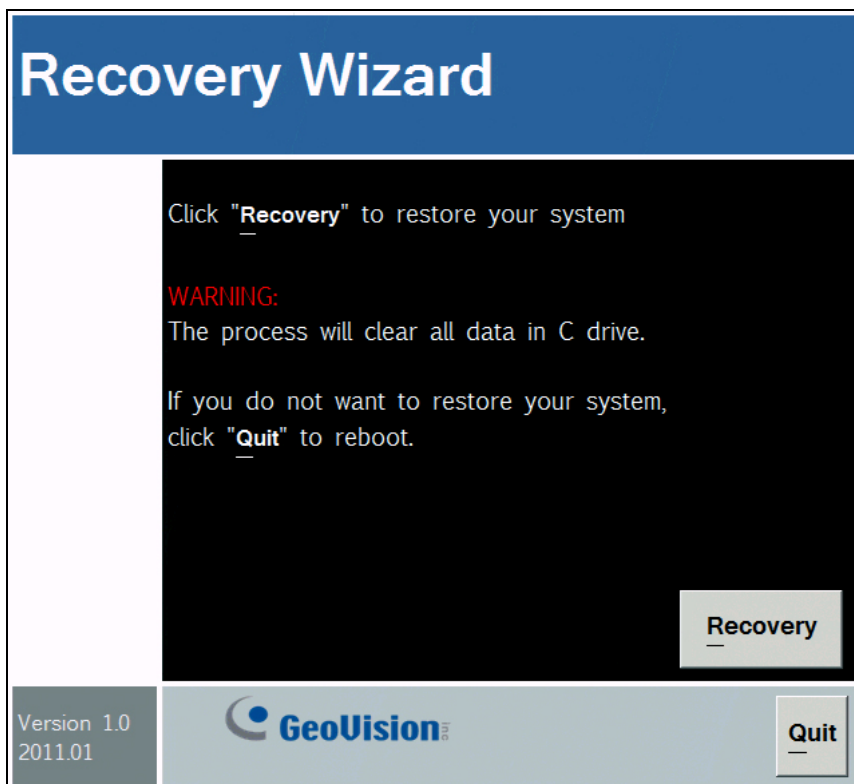 Recovery Wizard
Click "Recovery" to restore your system
WARNING:
The process will clear all data in C drive.
If you do not want to restore your system,
click "Quit" to reboot.
Recovery
Version 1.0
2011.01
GeoVision inc
Quit